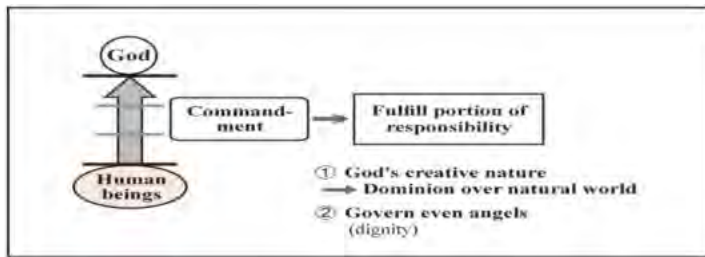 God
Command-
ment
Fulfill portion of
responsibility
Human
beings
① God's creative nature
Dominion over natural world
② Govern even angels
(dignity)